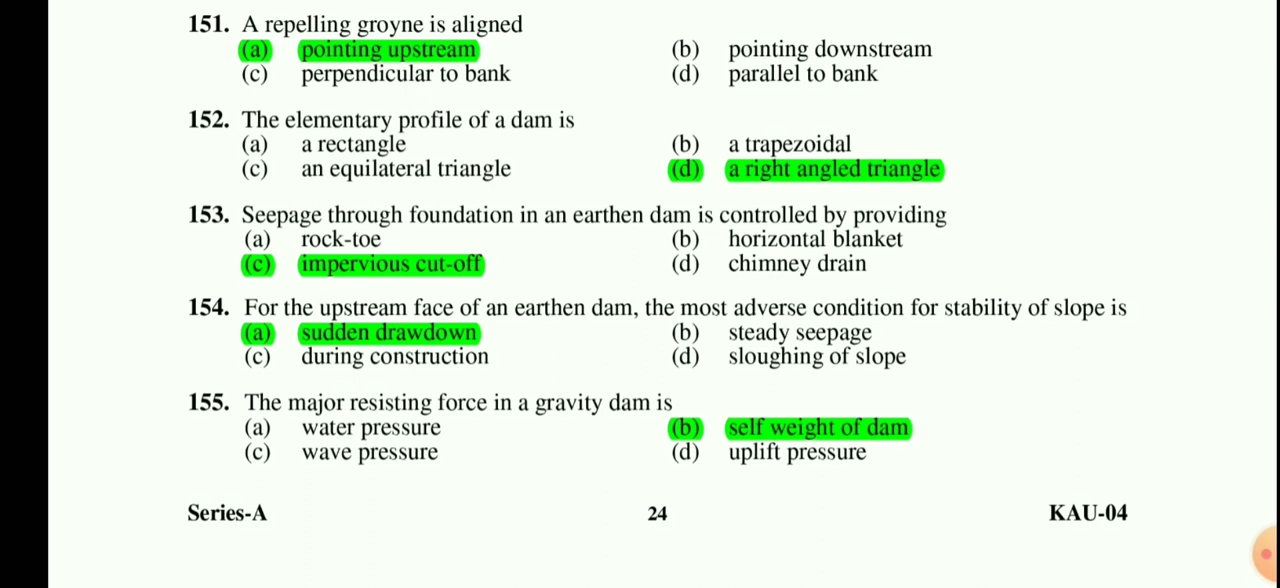 151. A repelling groyne is aligned
(a) pointing upstream (b) pointing downstream
(c) perpendicular to bank (d) parallel to bank
152. The elementary profile of a dam is
(a) a rectangle (b) a trapezoidal
(c) an equilateral triangle (d) a right angled triangle
153. Seepage through foundation in an earthen dam is controlled by providing
(a) rock-toe (b) horizontal blanket
(c) impervious cut-off (d) chimney drain
154. For the upstream face of an earthen dam, the most adverse condition for stability of slope is
(a) sudden drawdown (b) steady seepage
(c) during construction (d) sloughing of slope
155. The major resisting force in a gravity dam is
(a) water pressure (b) self weight of dam
(c) wave pressure (d) uplift pressure
Series-A 24 KAU-04